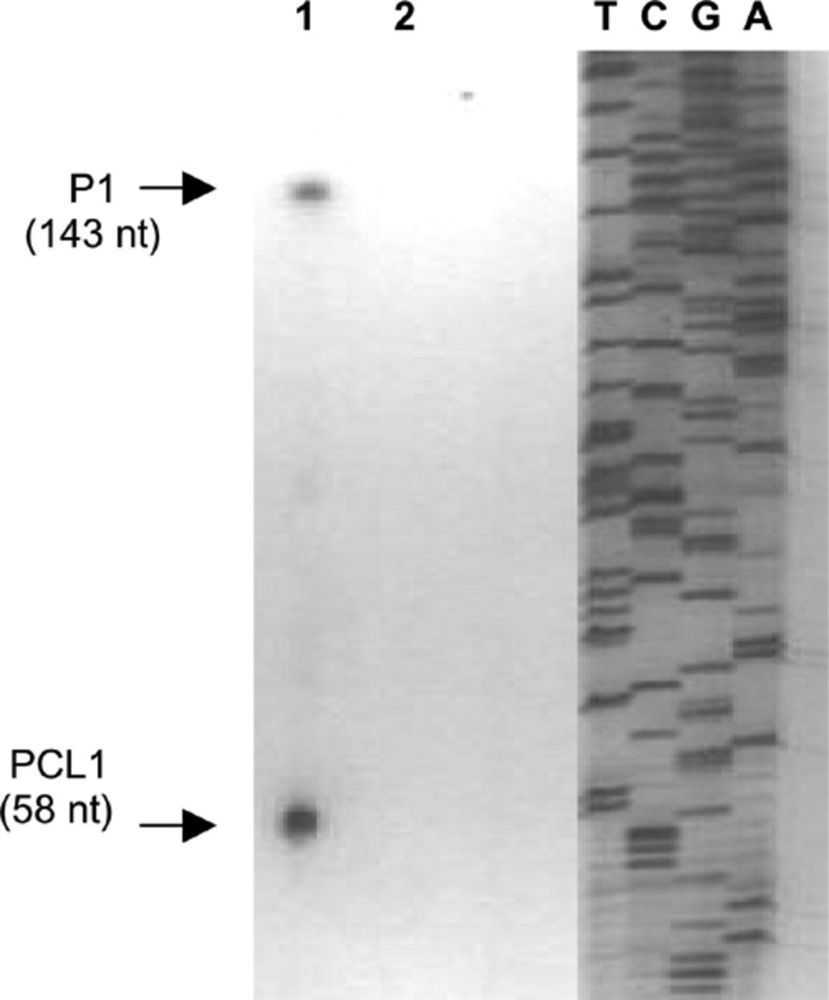 1 2 T C G A
P1
(143 nt)
PCL1
(58 nt)